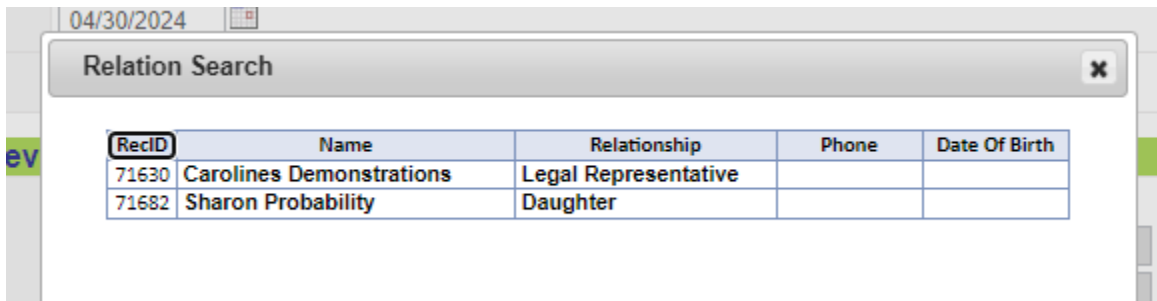 04/30/2024
Relation Search
RecID Name Relationship Phone Date Of Birth
ev
71630 Carolines Demonstrations Legal Representative
71682 Sharon Probability Daughter